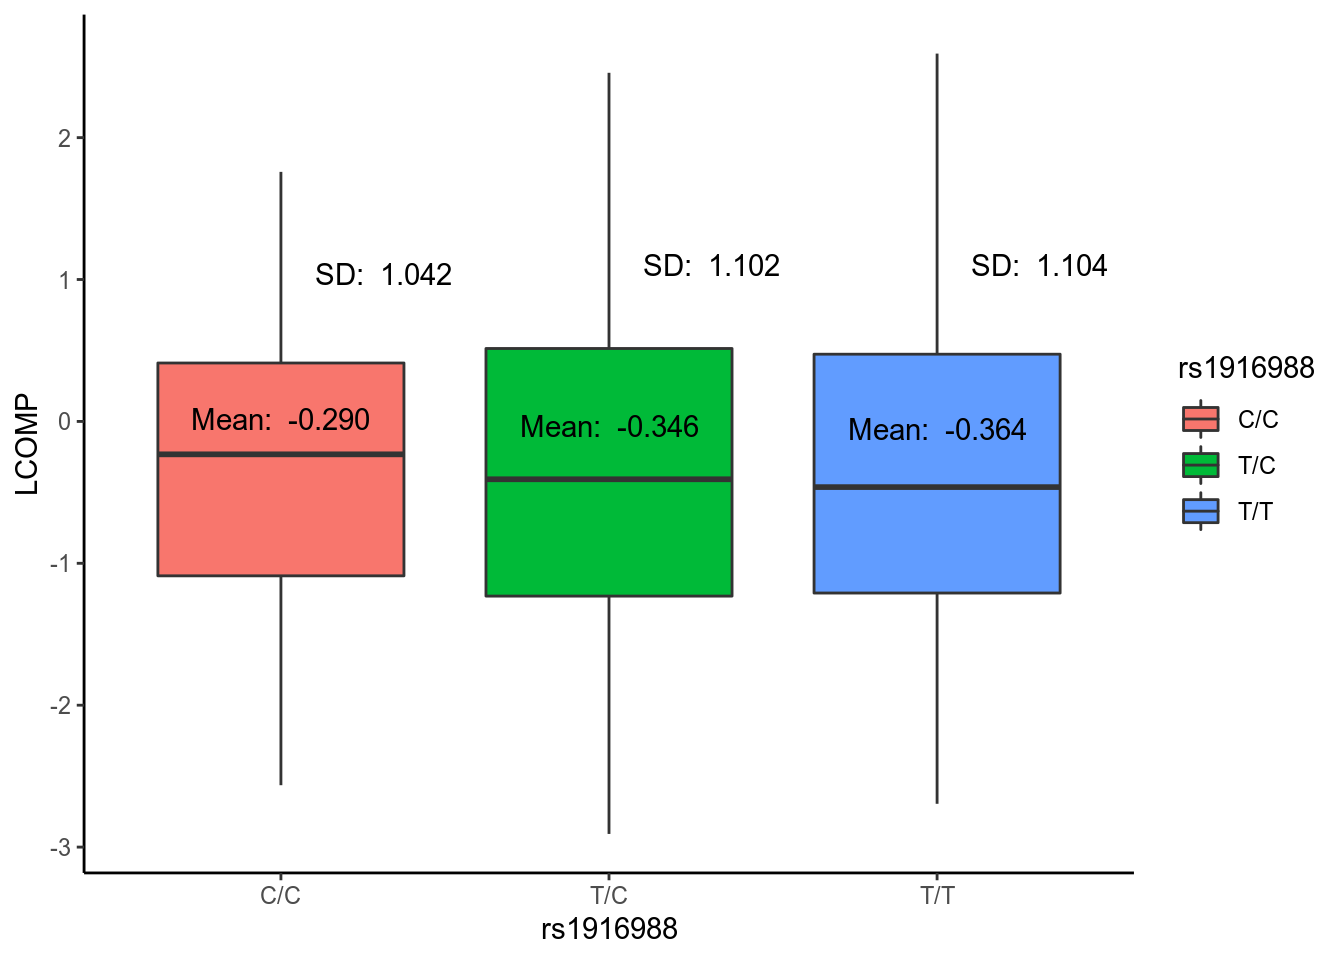 LCOMP
2
1
0
-1
-2
-3
SD:  1.042
SD:  1.102
SD:  1.104
Mean:  -0.290
Mean:  -0.346
Mean:  -0.364
C/C
T/C
T/T
rs1916988
rs1916988
C/C
T/C
T/T